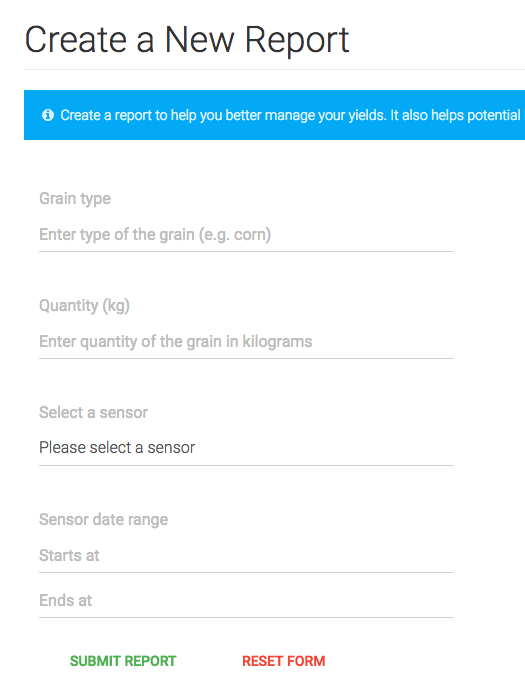 Create a New Report
Create a report to help you better manage your yields. It also helps potential
Grain type
Enter type of the grain (e.g. corn)
Quantity (kg)
Enter quantity of the grain in kilograms
Select a sensor
Please select a sensor
Sensor date range
Starts at
Ends at
SUBMIT REPORT RESET FORM